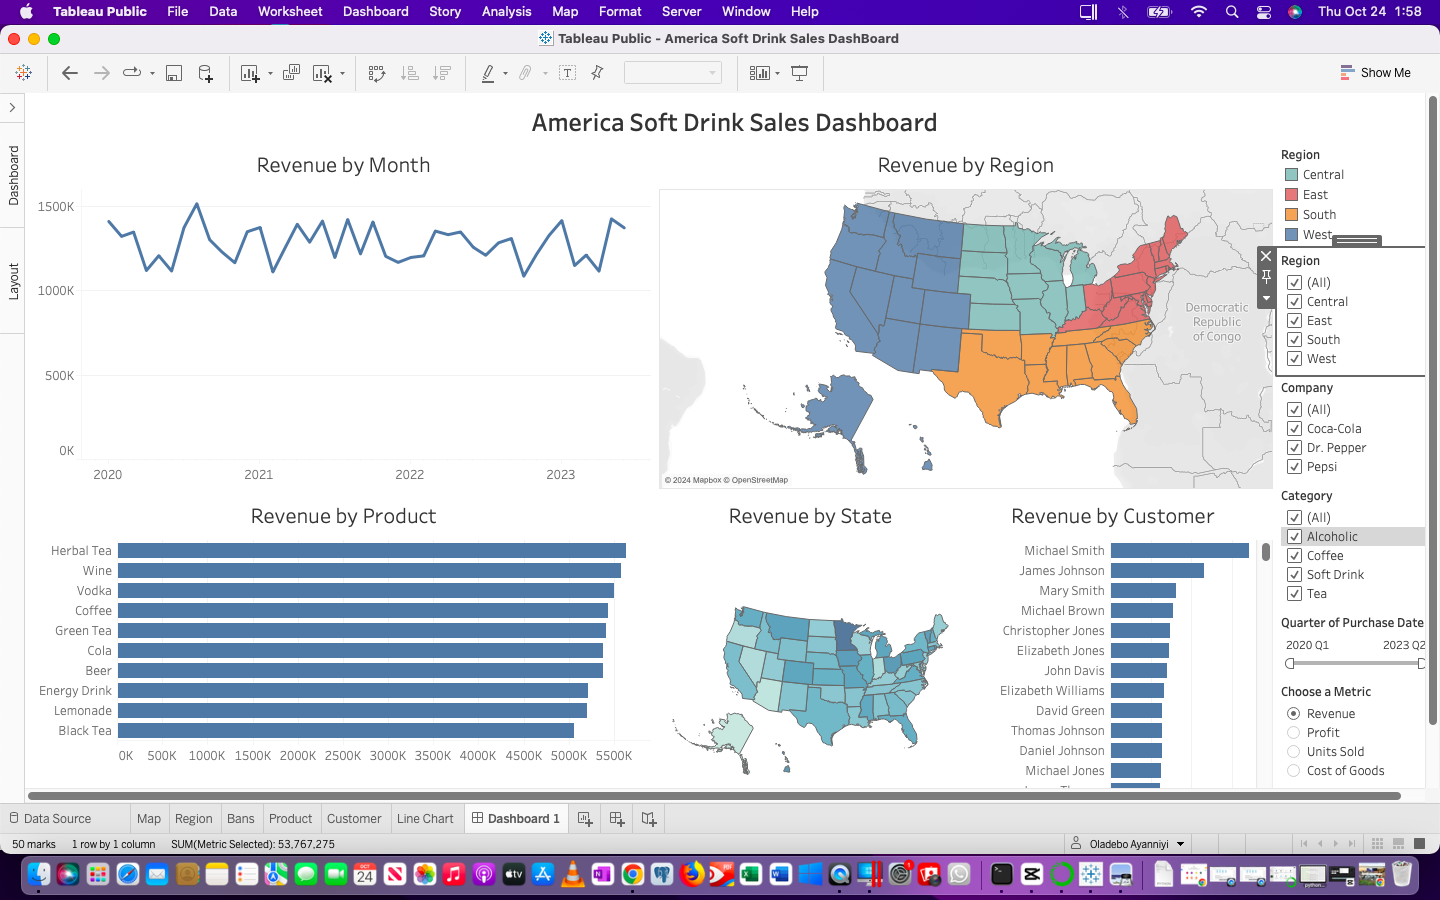 Tableau Public File Data Worksheet Dashboard Story Analysis Map Format Server Window Help Thu Oct 24 1:58
Tableau Public - America Soft Drink Sales DashBoard
Show Me
Dashboard
Layout
America Soft Drink Sales Dashboard
Revenue by Month
1500K
1000K
500K
0K
2020 2021 2022 2023
Revenue by Region
Democratic
Republic
of Congo
© 2024 Mapbox © OpenStreetMap
Region
Central
East
South
West
Region
(All)
Central
East
South
West
Company
(All)
Coca-Cola
Dr. Pepper
Pepsi
Category
(All)
Alcoholic
Coffee
Soft Drink
Tea
Quarter of Purchase Date
2020 Q1 2023 Q2
Choose a Metric
Revenue
Profit
Units Sold
Cost of Goods
Revenue by Product
Herbal Tea
Wine
Vodka
Coffee
Green Tea
Cola
Beer
Energy Drink
Lemonade
Black Tea
0K 500K 1000K 1500K 2000K 2500K 3000K 3500K 4000K 4500K 5000K 5500K
Revenue by State
Revenue by Customer
Michael Smith
James Johnson
Mary Smith
Michael Brown
Christopher Jones
Elizabeth Jones
John Davis
Elizabeth Williams
David Green
Thomas Johnson
Daniel Johnson
Michael Jones
Data Source Map Region Bans Product Customer Line Chart Dashboard 1
50 marks 1 row by 1 column SUM(Metric Selected): 53,767,275 Oladebo Ayanniyi
OCT
24
tv